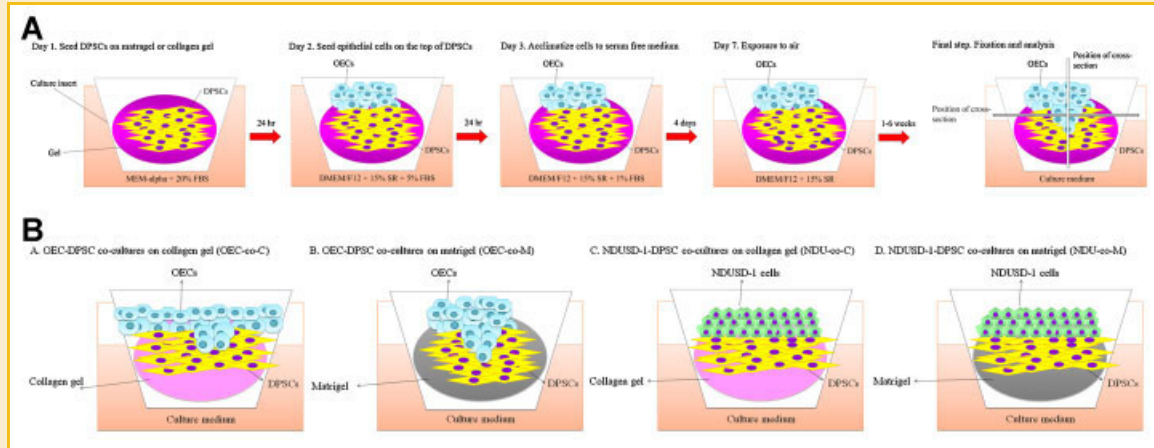 A
Day 1. Seed DPSCs on matragel or collagen gel
Culture insert
DPSCs
Gel
MEM-alpha + 20% FBS
24 hr
Day 2. Seed epithelial cells on the top of DPSCs
OECs
DPSCs
DMEM/F12 + 15% SR + 5% FBS
24 hr
Day 3. Acclimatize cells to serum free medium
OECs
DPSCs
DMEM/F12 + 15% SR + 1% FBS
4 days
Day 7. Exposure to air
OECs
DPSCs
DMEM/F12 + 15% SR
1-6 weeks
Final step. Fixation and analysis
OECs
Position of cross-
section
Position of cross-
section
DPSCs
Culture medium
B
A. OEC-DPSC co-cultures on collagen gel (OEC-co-C)
OECs
Collagen gel
DPSCs
Culture medium
B. OEC-DPSC co-cultures on matrigel (OEC-co-M)
OECs
Matrigel
DPSCs
Culture medium
C. NDUSD-1-DPSC co-cultures on collagen gel (NDU-co-C)
NDUSD-1 cells
Collagen gel
DPSCs
Culture medium
D. NDUSD-1-DPSC co-cultures on matrigel (NDU-co-M)
NDUSD-1 cells
Matrigel
DPSCs
Culture medium